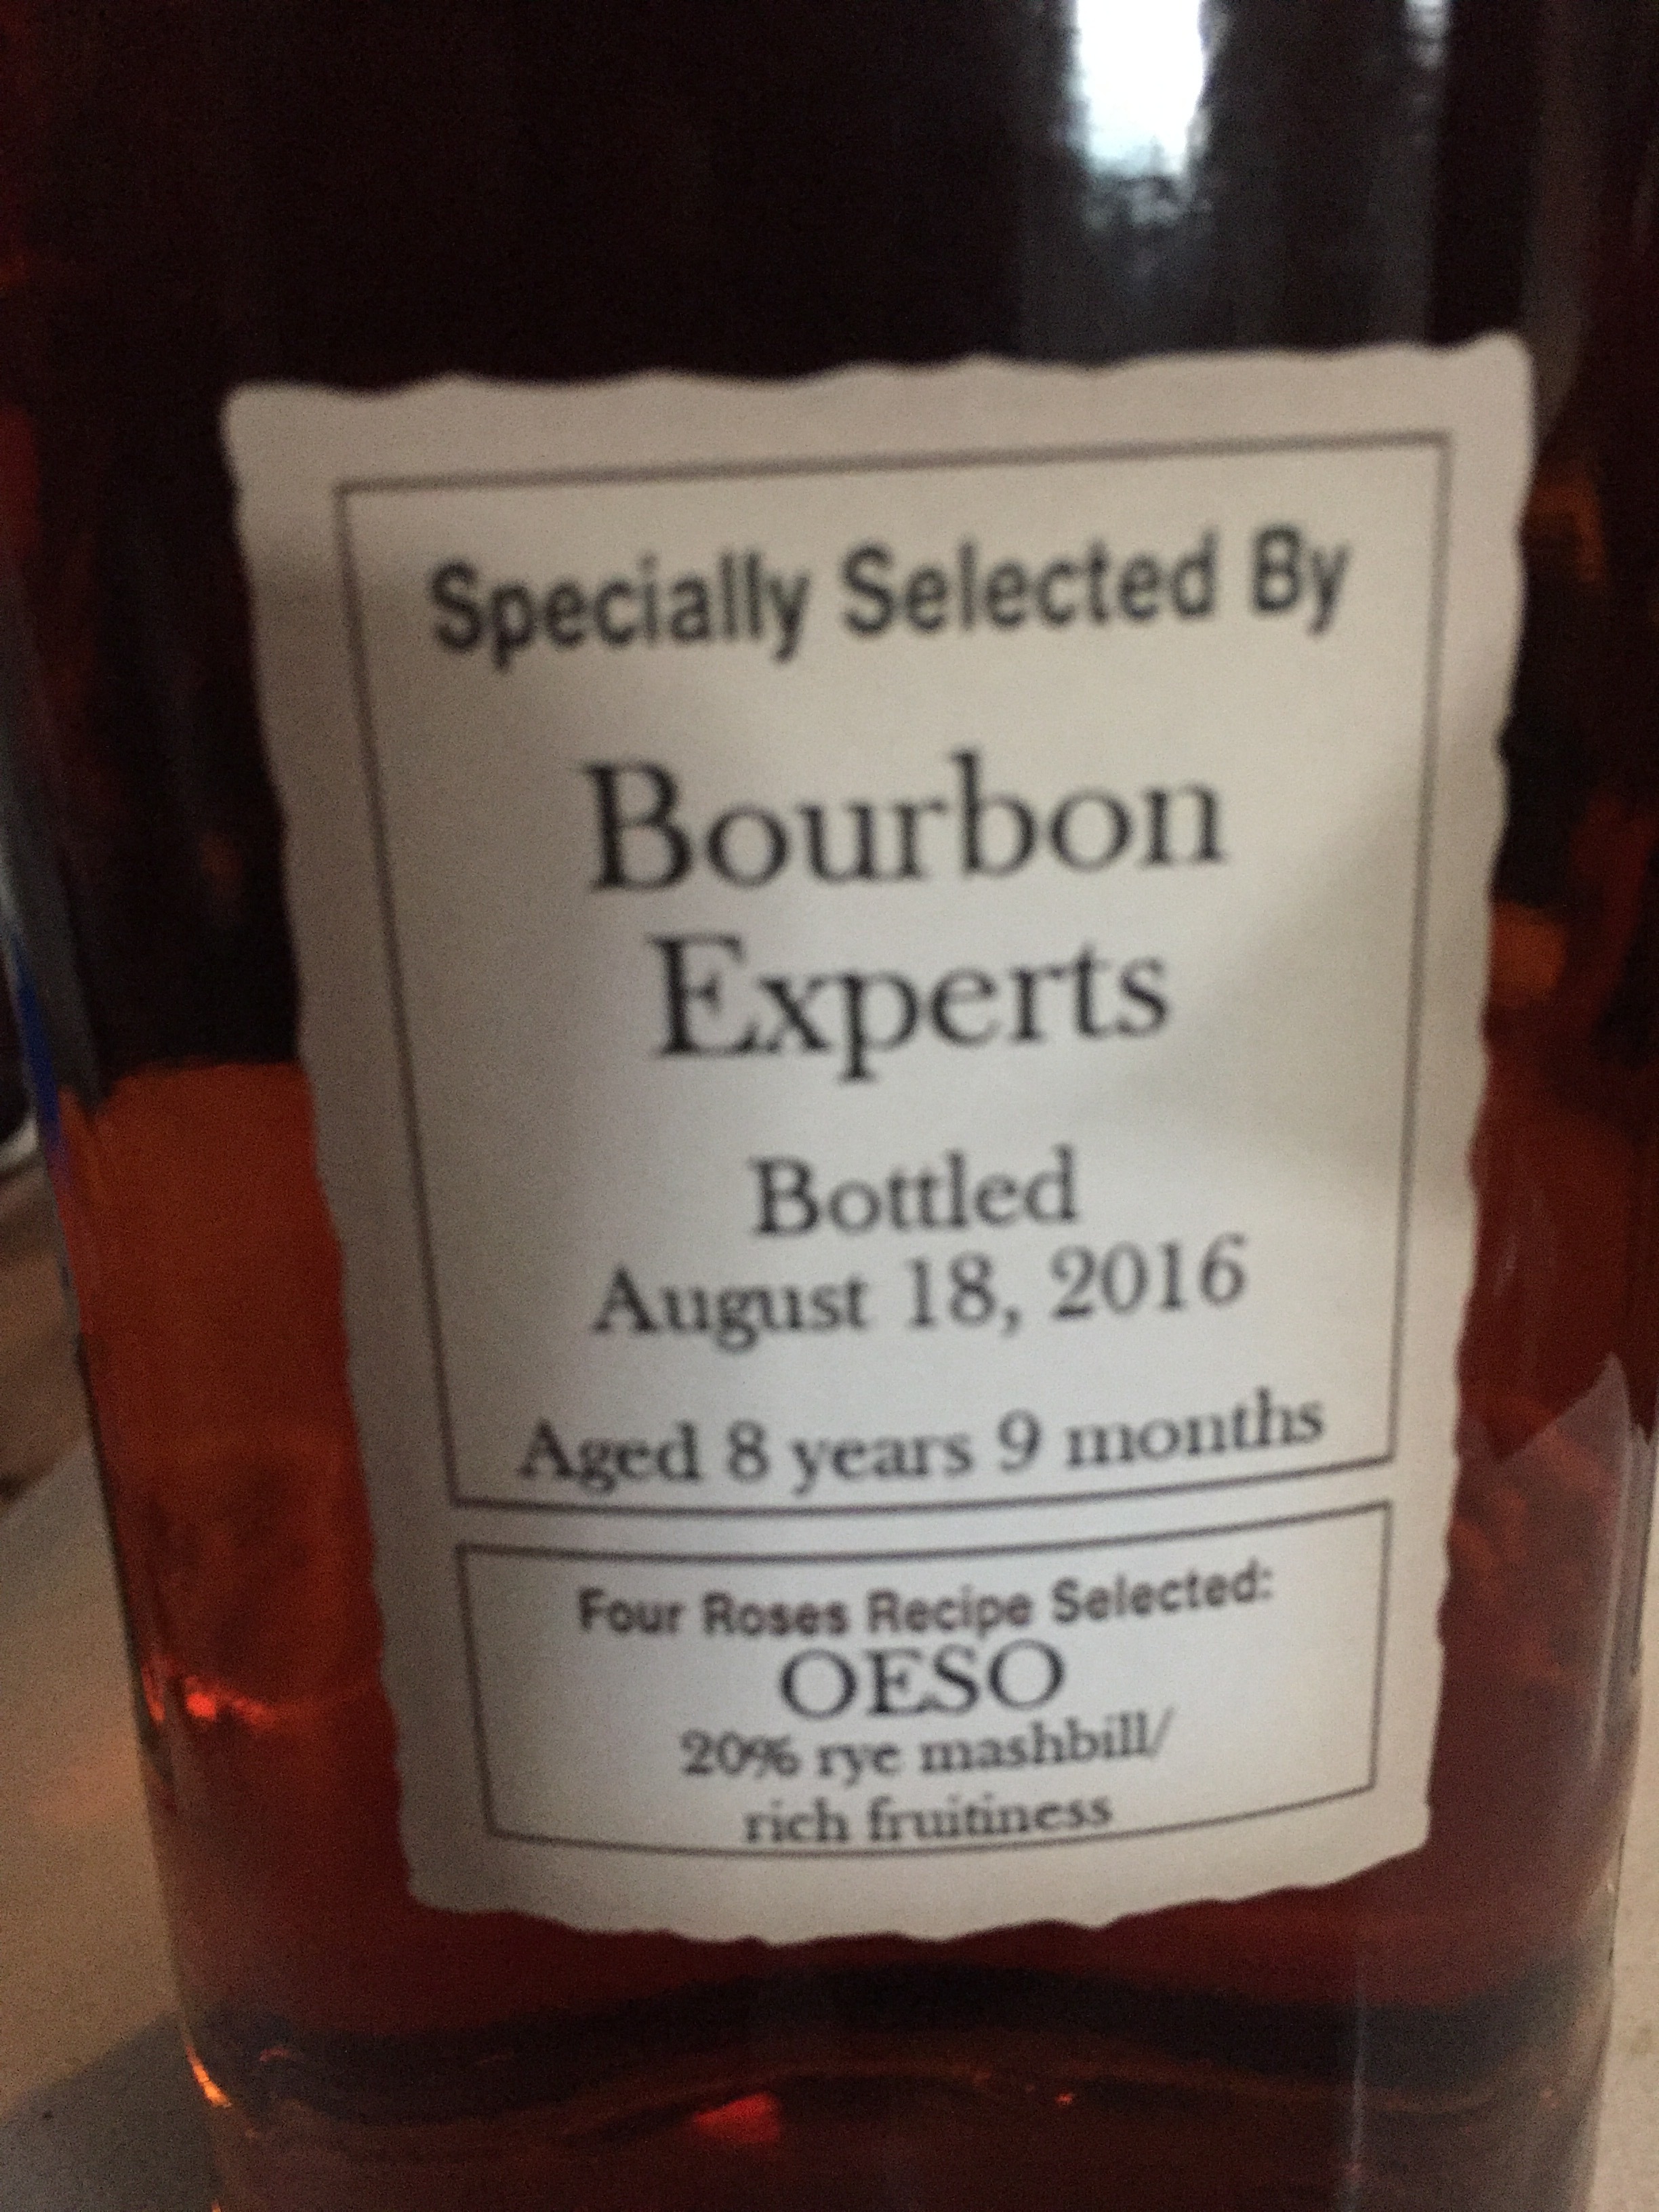 Specially Selected By
Bourbon
Experts
Bottled
August 18, 2016
Aged 8 years 9 months
Four Roses Recipe Selected:
OESO
20% rye mashbill/
rich fruitiness